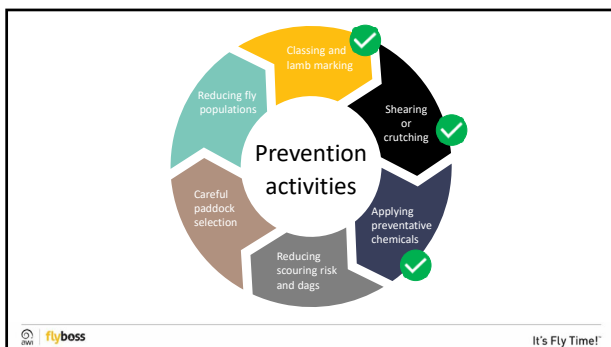 Classing and
lamb marking
Shearing
or
crutching
Applying
preventative
chemicals
Reducing
scouring risk
and dags
Careful
paddock
selection
Reducing fly
populations
Prevention
activities
awi
flyboss
It's Fly Time!™